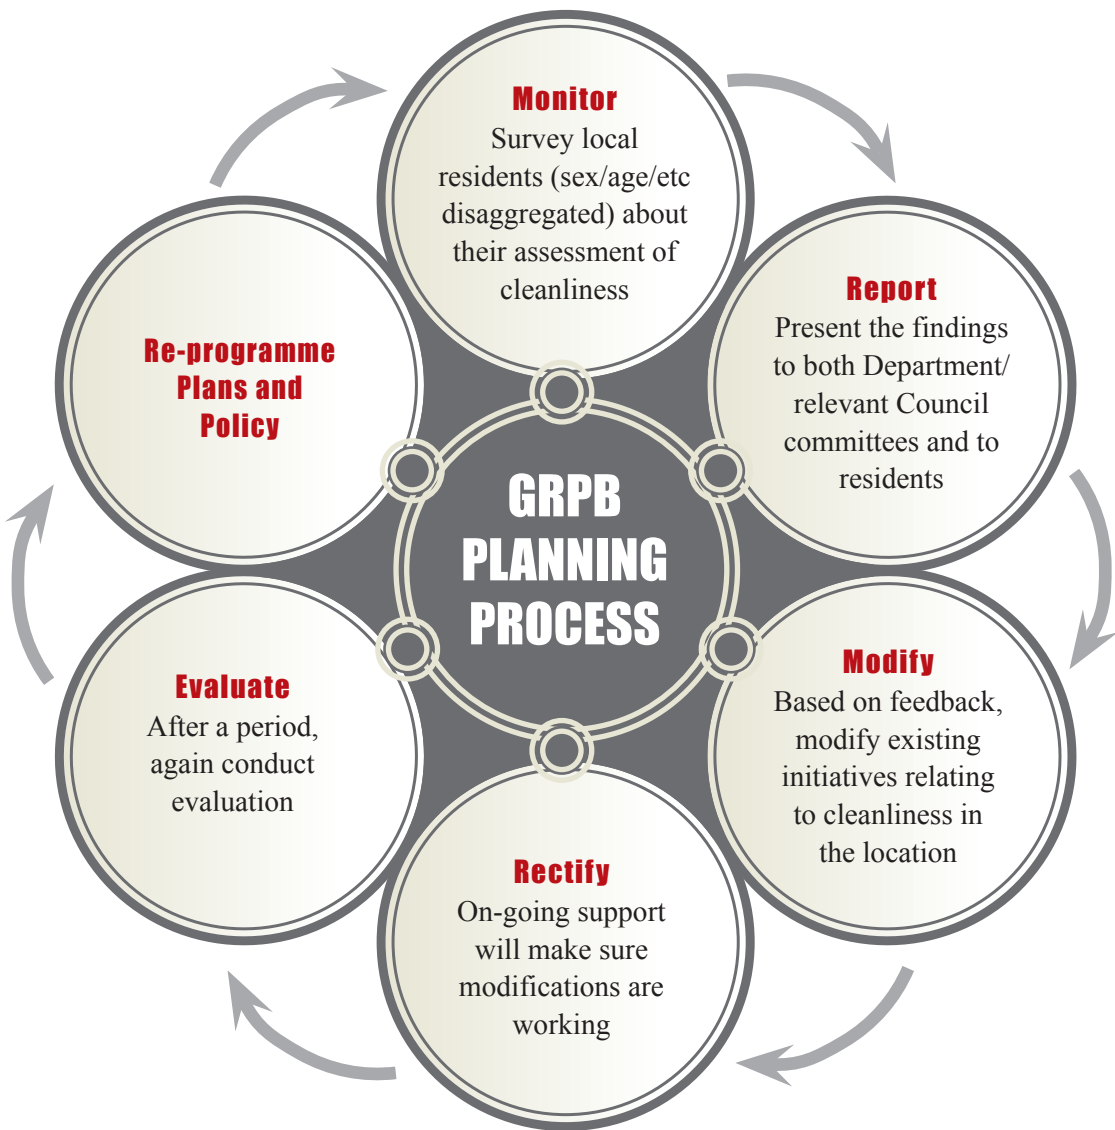 Monitor
Survey local
residents (sex/age/etc
disaggregated) about
their assessment of
cleanliness
Report
Present the findings
to both Department/
relevant Council
committees and to
residents
Modify
Based on feedback,
modify existing
initiatives relating
to cleanliness in
the location
Rectify
On-going support
will make sure
modifications are
working
Evaluate
After a period,
again conduct
evaluation
Re-programme
Plans and
Policy
GRPB
PLANNING
PROCESS